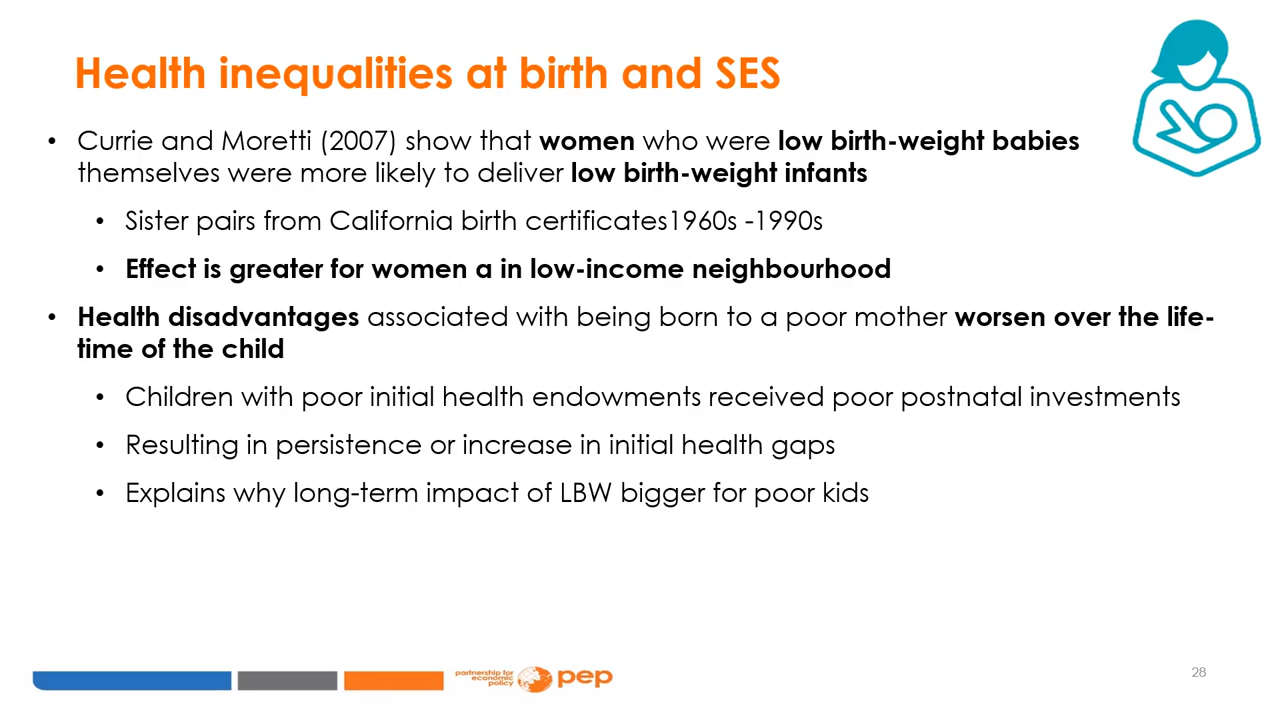 Health inequalities at birth and SES
• Currie and Moretti (2007) show that women who were low birth-weight babies
themselves were more likely to deliver low birth-weight infants
• Sister pairs from California birth certificates1960s -1990s
• Effect is greater for women a in low-income neighbourhood
• Health disadvantages associated with being born to a poor mother worsen over the life-
time of the child
• Children with poor initial health endowments received poor postnatal investments
• Resulting in persistence or increase in initial health gaps
• Explains why long-term impact of LBW bigger for poor kids
partnership for
economic
policy
pep
28